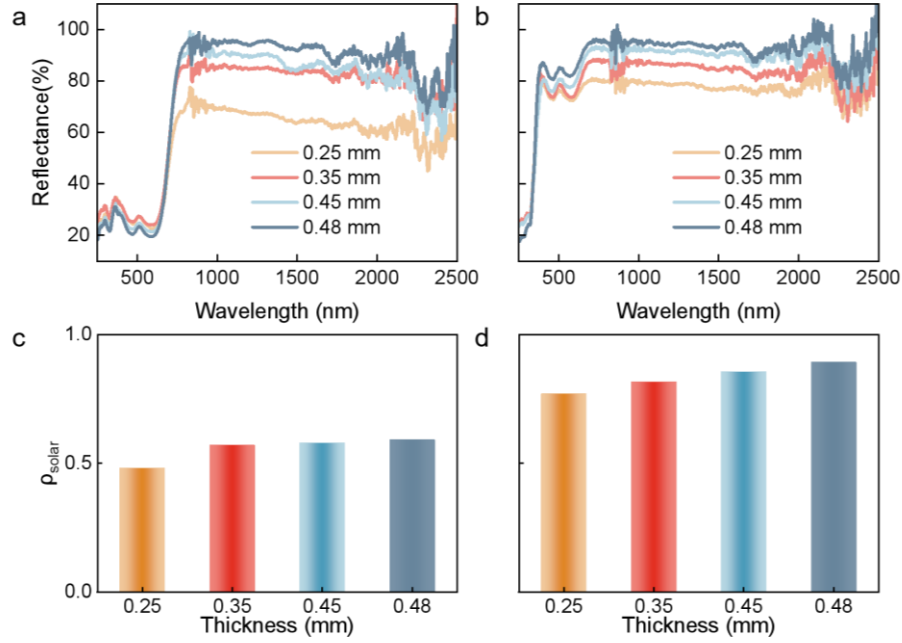 a
100
80
60
40
20
Reflectance(%)
0.25 mm
0.35 mm
0.45 mm
0.48 mm
500 1000 1500 2000 2500
Wavelength (nm)
b
0.25 mm
0.35 mm
0.45 mm
0.48 mm
500 1000 1500 2000 2500
Wavelength (nm)
c
1.0
0.5
0.0
ρsolar
0.25 0.35 0.45 0.48
Thickness (mm)
d
0.25 0.35 0.45 0.48
Thickness (mm)